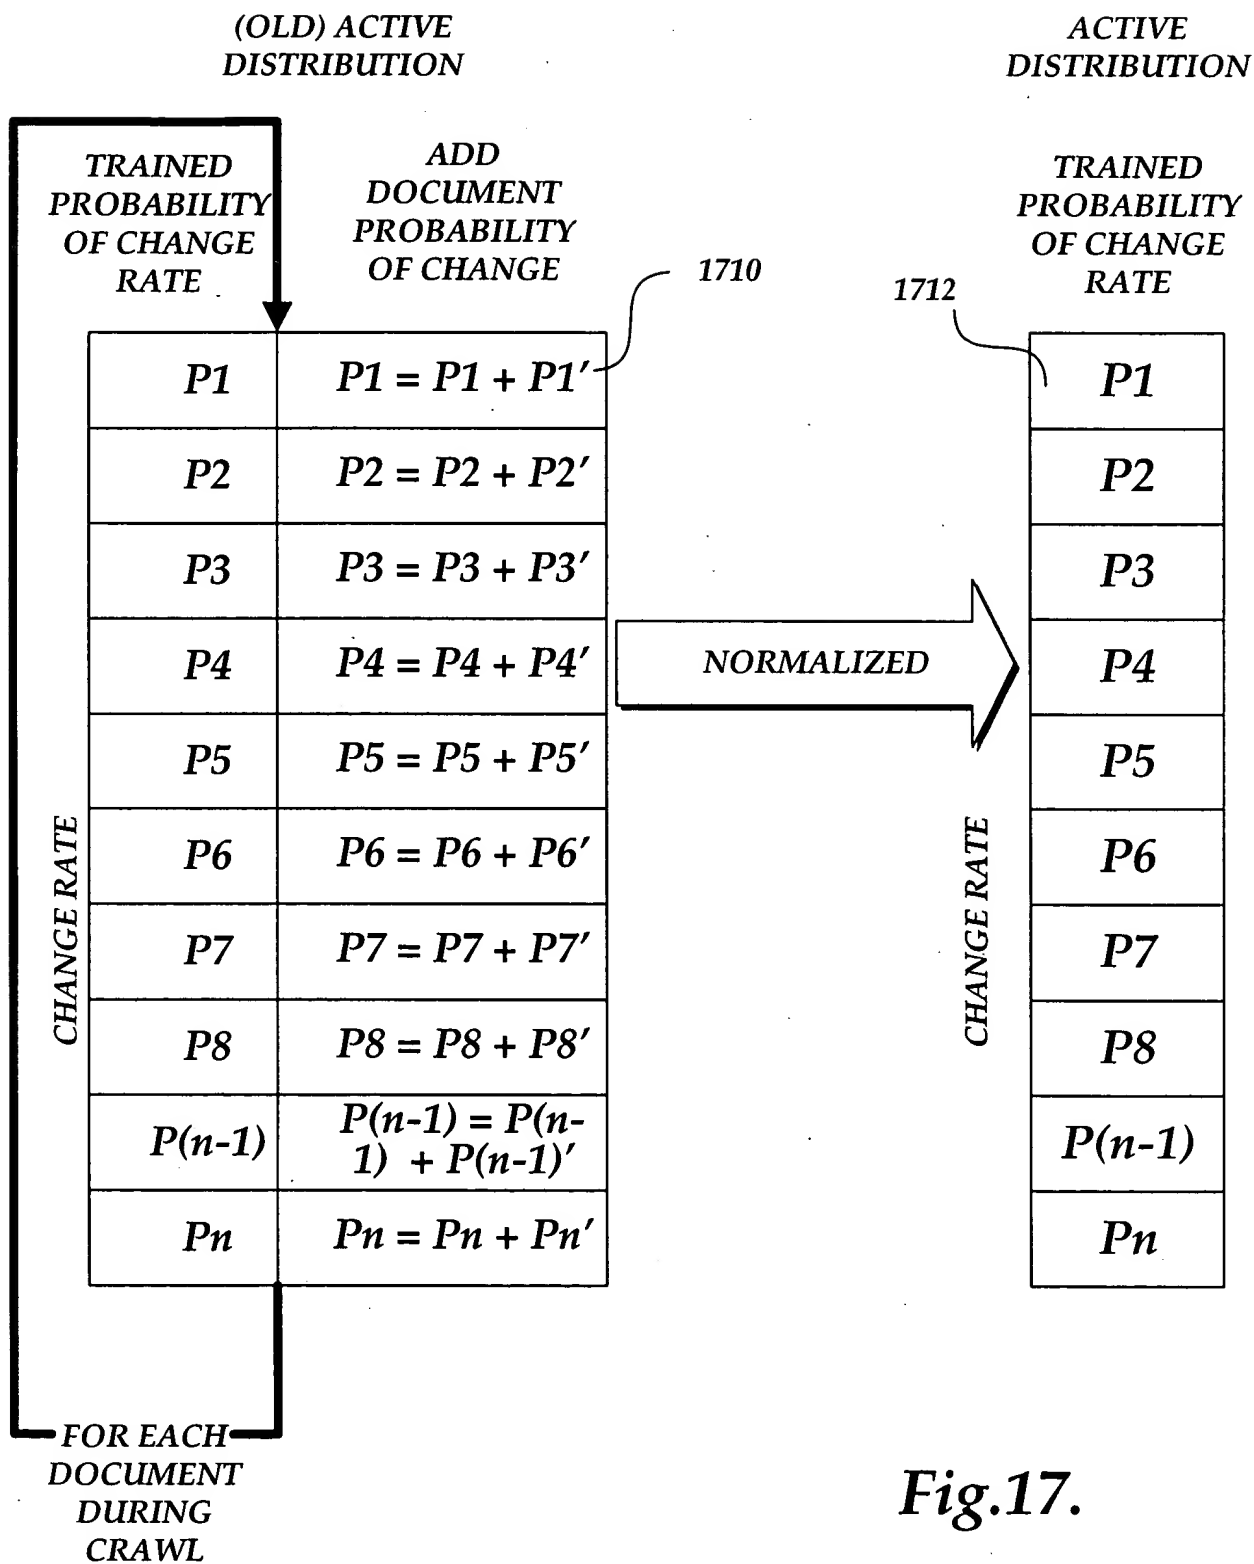 (OLD) ACTIVE
DISTRIBUTION
ACTIVE
DISTRIBUTION
TRAINED
PROBABILITY
OF CHANGE
RATE
ADD
DOCUMENT
PROBABILITY
OF CHANGE
1710
1712
TRAINED
PROBABILITY
OF CHANGE
RATE
P1
P1 = P1 + P1′
P2
P2 = P2 + P2′
P3
P3 = P3 + P3′
P4
P4 = P4 + P4′
P5
P5 = P5 + P5′
P6
P6 = P6 + P6′
P7
P7 = P7 + P7′
P8
P8 = P8 + P8′
P(n-1)
P(n-1) = P(n-
1) + P(n-1)′
Pn
Pn = Pn + Pn′
CHANGE RATE
NORMALIZED
CHANGE RATE
P1
P2
P3
P4
P5
P6
P7
P8
P(n-1)
Pn
FOR EACH
DOCUMENT
DURING
CRAWL
Fig.17.